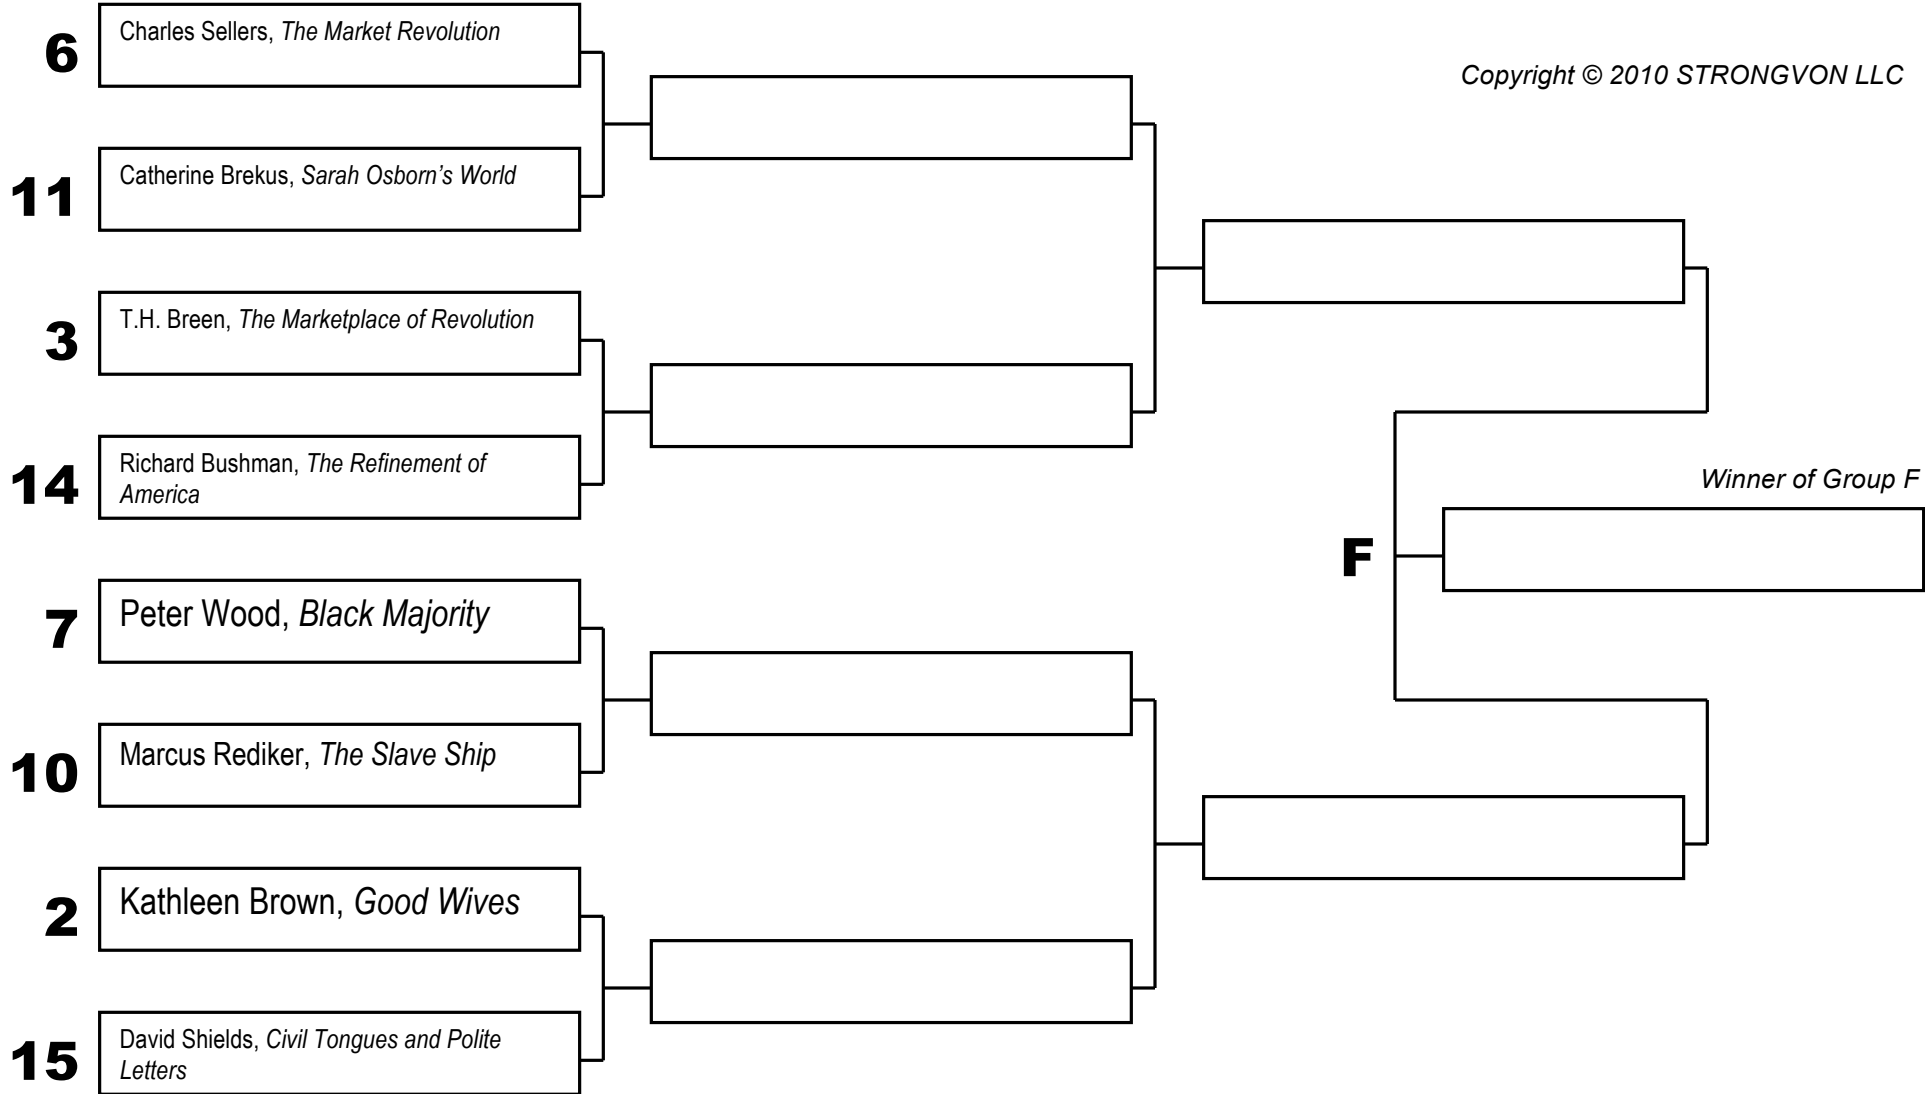 6
Charles Sellers, The Market Revolution
Copyright © 2010 STRONGVON LLC
11
Catherine Brekus, Sarah Osborn’s World
3
T.H. Breen, The Marketplace of Revolution
14
Richard Bushman, The Refinement of
America
Winner of Group F
F
7
Peter Wood, Black Majority
10
Marcus Rediker, The Slave Ship
2
Kathleen Brown, Good Wives
15
David Shields, Civil Tongues and Polite
Letters